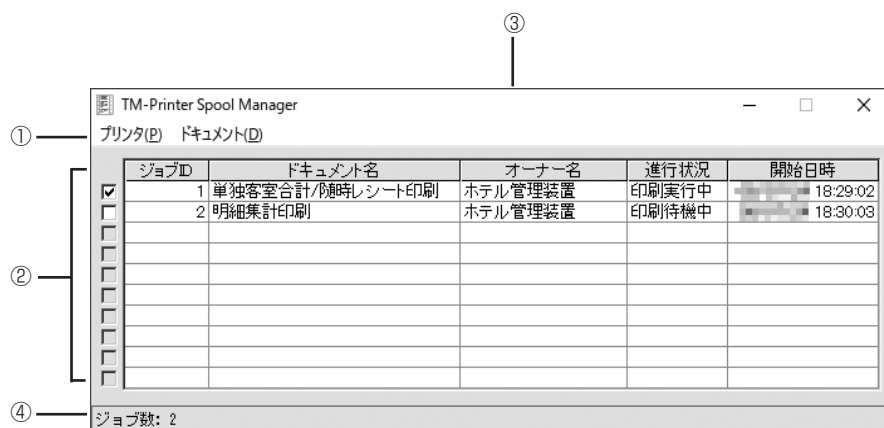 ③
TM-Printer Spool Manager
① プリンタ(P) ドキュメント(D)
ジョブID ドキュメント名 オーナー名 進行状況 開始日時
1 単独客室合計/随時レシート印刷 ホテル管理装置 印刷実行中 18:29:02
2 明細集計印刷 ホテル管理装置 印刷待機中 18:30:03
②
④ ジョブ数: 2